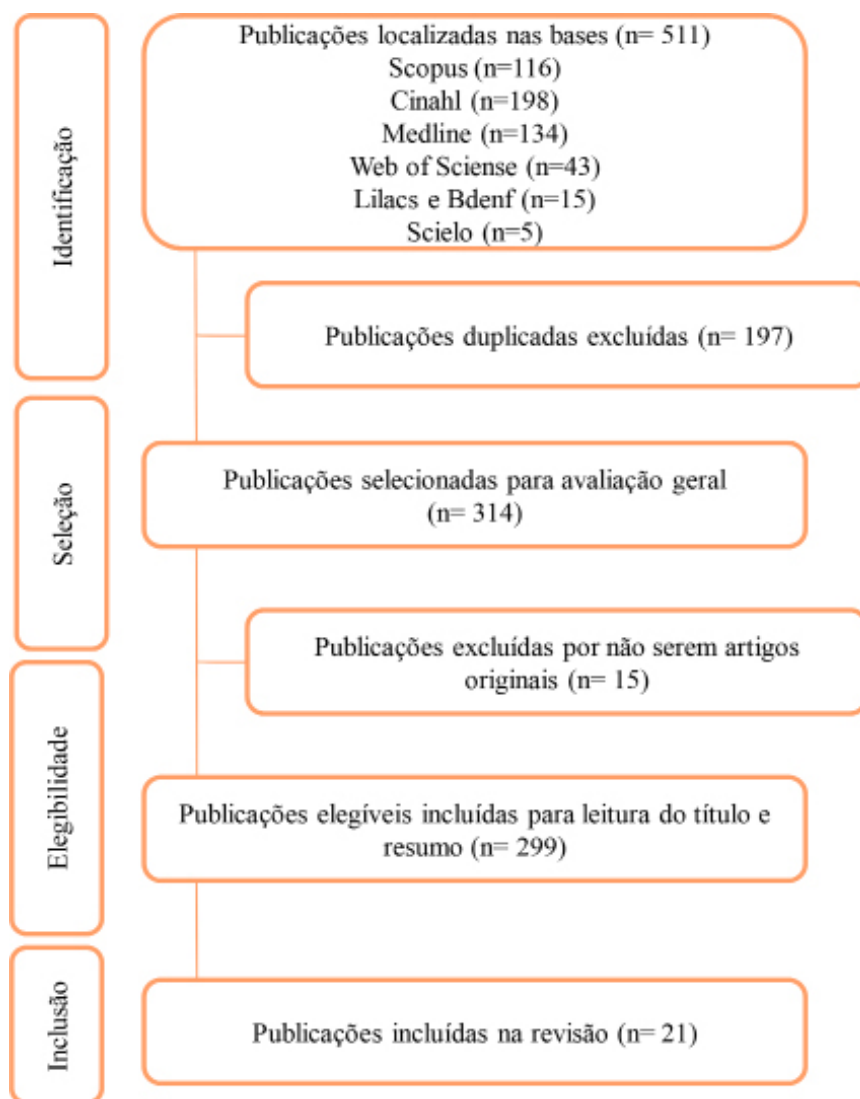 Identificação
Publicações localizadas nas bases (n= 511)
Scopus (n=116)
Cinahl (n=198)
Medline (n=134)
Web of Sciense (n=43)
Lilacs e Bdenf (n=15)
Scielo (n=5)
Publicações duplicadas excluídas (n= 197)
Seleção
Publicações selecionadas para avaliação geral
(n= 314)
Publicações excluídas por não serem artigos
originais (n= 15)
Elegibilidade
Publicações elegíveis incluídas para leitura do título e
resumo (n= 299)
Inclusão
Publicações incluídas na revisão (n= 21)